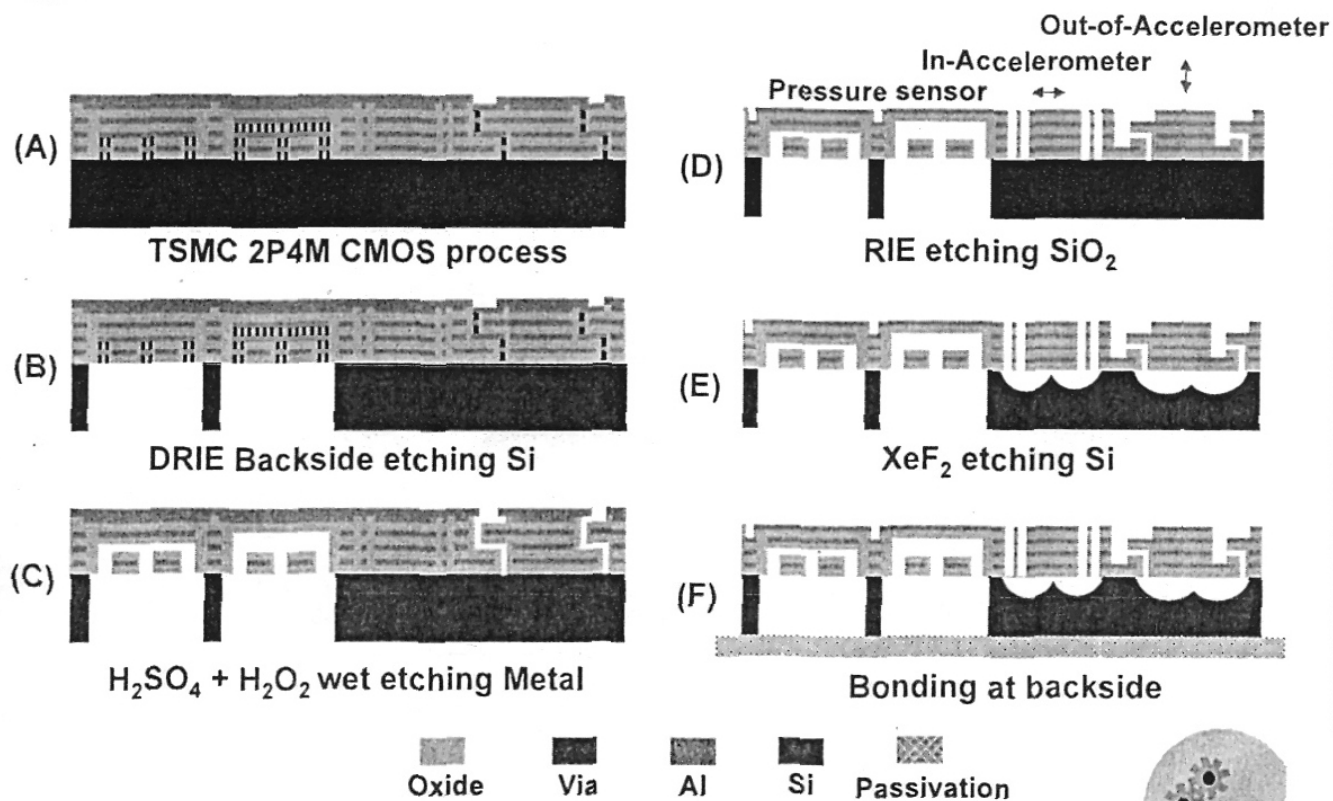 (A)
TSMC 2P4M CMOS process
(B)
DRIE Backside etching Si
(C)
H₂SO₄ + H₂O₂ wet etching Metal
Out-of-Accelerometer
In-Accelerometer
Pressure sensor
(D)
RIE etching SiO₂
(E)
XeF₂ etching Si
(F)
Bonding at backside
Oxide Via Al Si Passivation